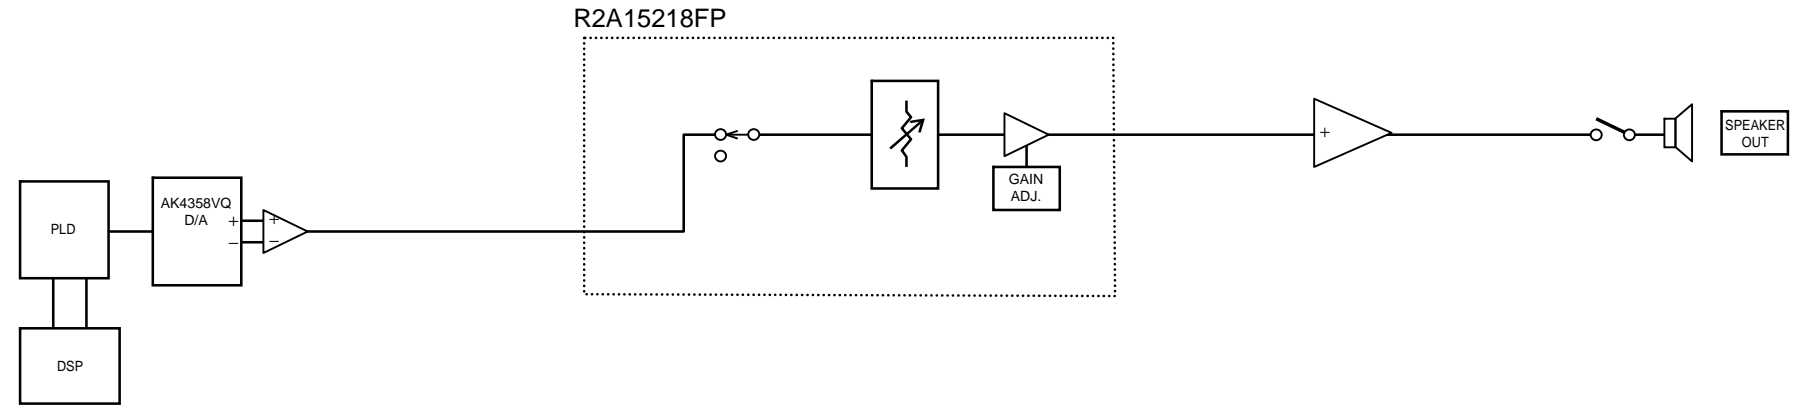 R2A15218FP
SPEAKER
OUT
+
GAIN
ADJ.
AK4358VQ
D/A
+ +
− −
PLD
DSP